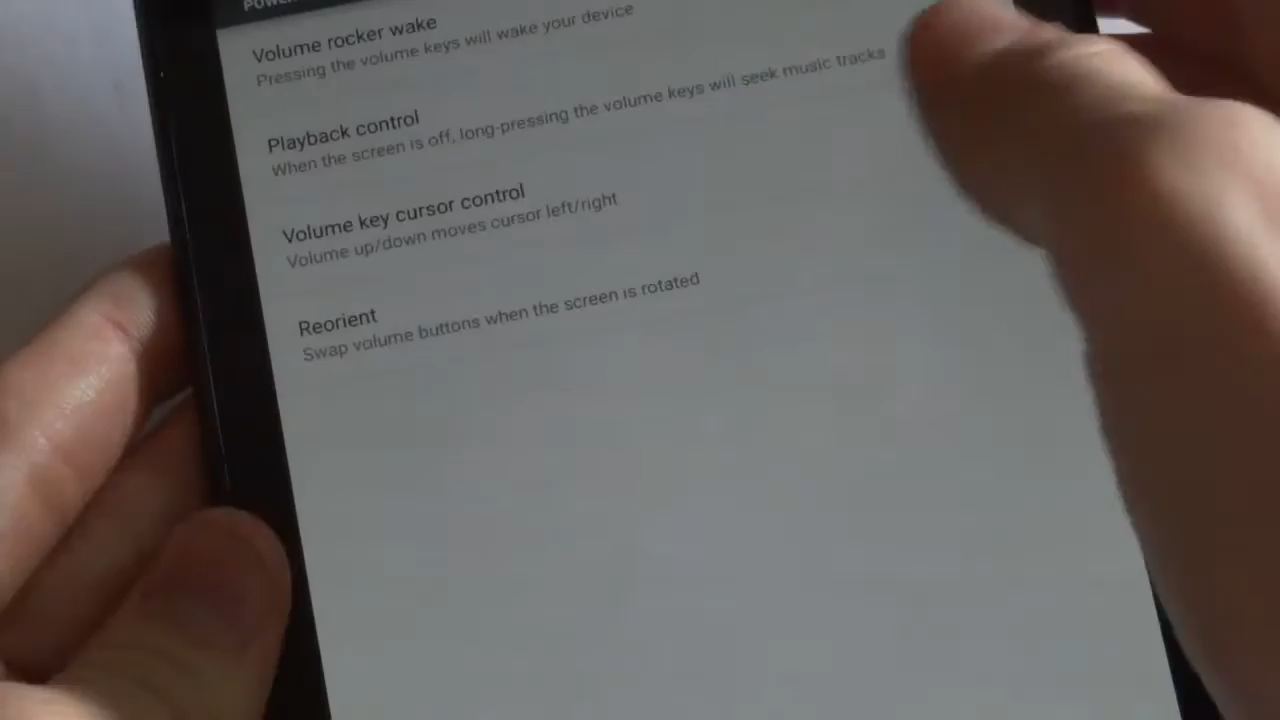 Volume rocker wake
Pressing the volume keys will wake your device
Playback control
When the screen is off, long-pressing the volume keys will seek music tracks
Volume key cursor control
Volume up/down moves cursor left/right
Reorient
Swap volume buttons when the screen is rotated